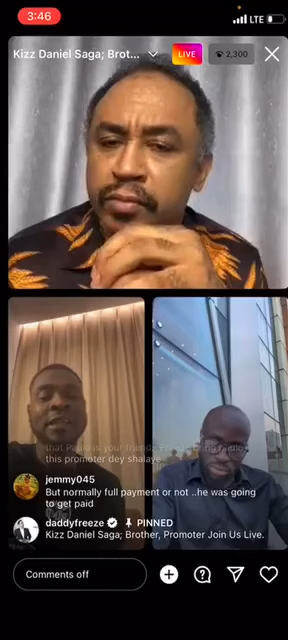 3:46
LTE
Kizz Daniel Saga; Brot...
LIVE
2,300
this promoter dey shalaye
jemmy045
But normally full payment or not ..he was going
to get paid
daddyfreeze PINNED
Kizz Daniel Saga; Brother, Promoter Join Us Live.
Comments off